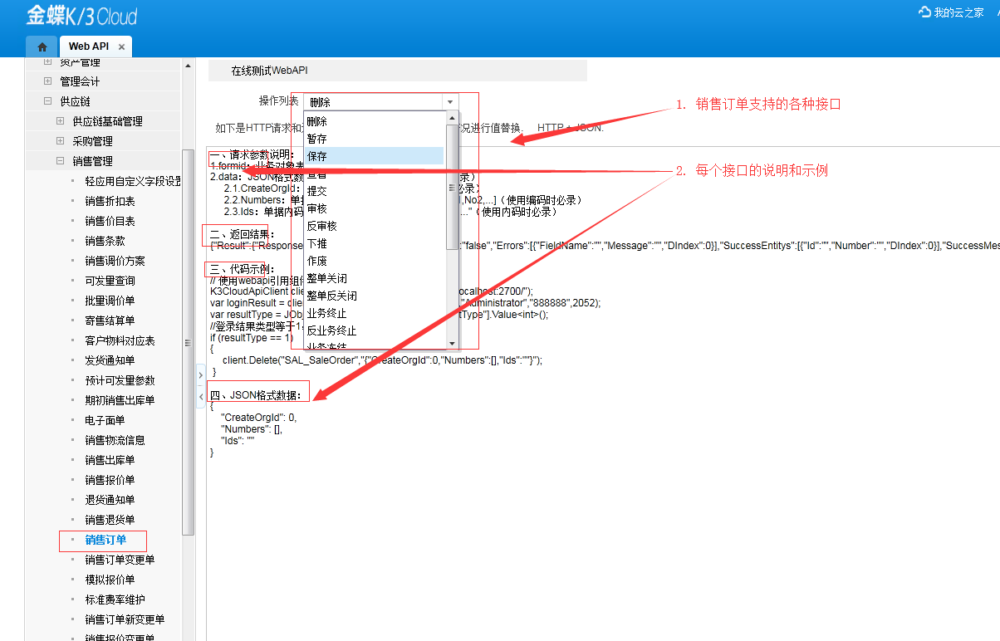 金蝶K/3 Cloud
我的云之家
Web API ×
资产管理
管理会计
供应链
供应链基础管理
采购管理
销售管理
轻应用自定义字段设置
销售折扣表
销售价目表
销售条款
销售调价方案
可发量查询
批量调价单
寄售结算单
客户物料对应表
发货通知单
预计可发量参数
期初销售出库单
电子面单
销售物流信息
销售出库单
销售报价单
退货通知单
销售退货单
销售订单
销售订单变更单
模拟报价单
标准费率维护
销售订单新变更单
销售报价变更单
在线测试WebAPI
操作列表 删除
删除
暂存
保存
查看
提交
审核
反审核
下推
作废
整单关闭
整单反关闭
业务终止
反业务终止
业务冻结
1. 销售订单支持的各种接口
2. 每个接口的说明和示例
如下是HTTP请求和 况进行值替换. HTTP + JSON.
一、请求参数说明：
1.formid：业务对象表
2.data：JSON格式数 录）
2.1.CreateOrgId： 必录）
2.2.Numbers：单据 ,No2,...]（使用编码时必录）
2.3.Ids：单据内码 ..."（使用内码时必录）
二、返回结果：
{"Result":{"Response "false","Errors":[{"FieldName":"","Message":"","DIndex":0}],"SuccessEntitys":[{"Id":"","Number":"","DIndex":0}],"SuccessMes
三、代码示例：
// 使用webapi引用组
K3CloudApiClient clie ocalhost:2700/");
var loginResult = clie "Administrator","888888",2052);
var resultType = JObj tType"].Value<int>();
//登录结果类型等于1
if (resultType == 1)
{
client.Delete("SAL_SaleOrder","{"CreateOrgId":0,"Numbers":[],"Ids":""}");
}
四、JSON格式数据：
{
"CreateOrgId": 0,
"Numbers": [],
"Ids": ""
}